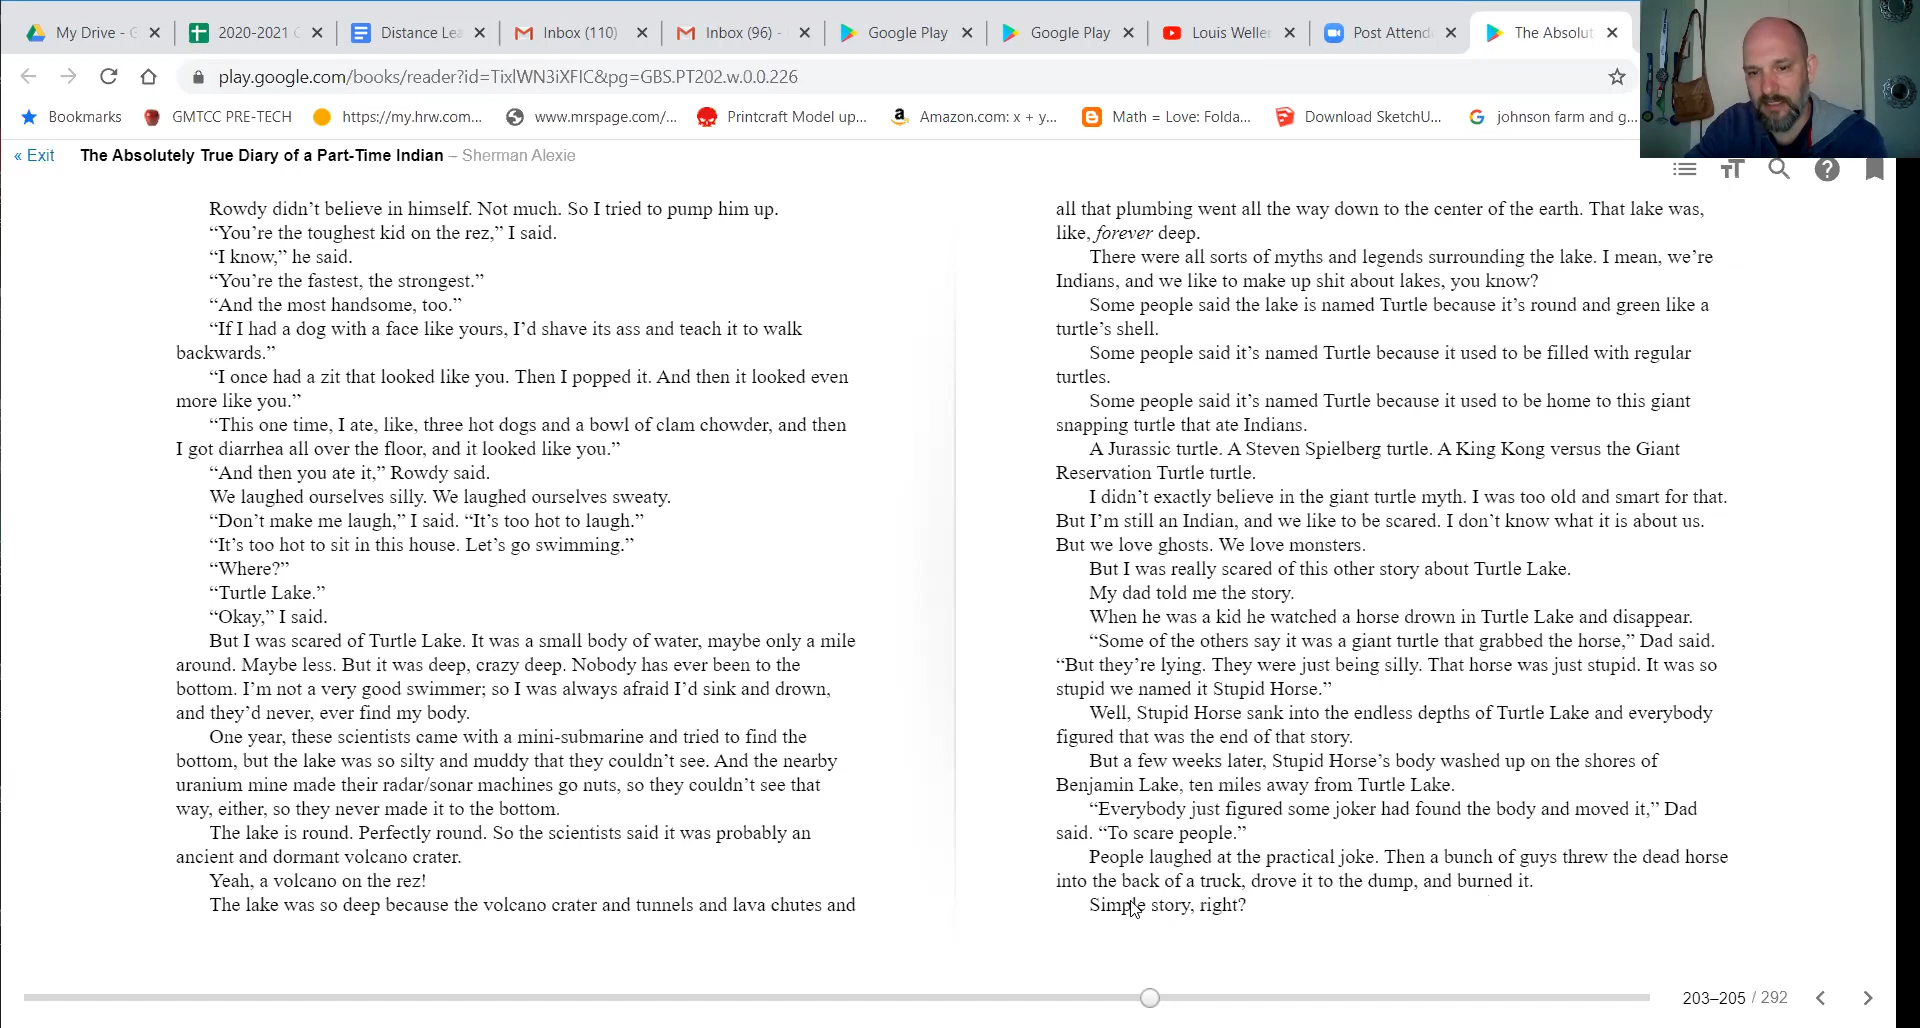 My Drive - G
2020-2021 G
Distance Lea
Inbox (110)
Inbox (96) -
Google Play
Google Play
Louis Weller
Post Attend
The Absolut
play.google.com/books/reader?id=TixlWN3iXFIC&pg=GBS.PT202.w.0.0.226
Bookmarks
GMTCC PRE-TECH
https://my.hrw.com...
www.mrspage.com/...
Printcraft Model up...
Amazon.com: x + y...
Math = Love: Folda...
Download SketchU...
johnson farm and g...
« Exit
The Absolutely True Diary of a Part-Time Indian – Sherman Alexie
Rowdy didn’t believe in himself. Not much. So I tried to pump him up.
“You’re the toughest kid on the rez,” I said.
“I know,” he said.
“You’re the fastest, the strongest.”
“And the most handsome, too.”
“If I had a dog with a face like yours, I’d shave its ass and teach it to walk
backwards.”
“I once had a zit that looked like you. Then I popped it. And then it looked even
more like you.”
“This one time, I ate, like, three hot dogs and a bowl of clam chowder, and then
I got diarrhea all over the floor, and it looked like you.”
“And then you ate it,” Rowdy said.
We laughed ourselves silly. We laughed ourselves sweaty.
“Don’t make me laugh,” I said. “It’s too hot to laugh.”
“It’s too hot to sit in this house. Let’s go swimming.”
“Where?”
“Turtle Lake.”
“Okay,” I said.
But I was scared of Turtle Lake. It was a small body of water, maybe only a mile
around. Maybe less. But it was deep, crazy deep. Nobody has ever been to the
bottom. I’m not a very good swimmer; so I was always afraid I’d sink and drown,
and they’d never, ever find my body.
One year, these scientists came with a mini-submarine and tried to find the
bottom, but the lake was so silty and muddy that they couldn’t see. And the nearby
uranium mine made their radar/sonar machines go nuts, so they couldn’t see that
way, either, so they never made it to the bottom.
The lake is round. Perfectly round. So the scientists said it was probably an
ancient and dormant volcano crater.
Yeah, a volcano on the rez!
The lake was so deep because the volcano crater and tunnels and lava chutes and
all that plumbing went all the way down to the center of the earth. That lake was,
like, forever deep.
There were all sorts of myths and legends surrounding the lake. I mean, we’re
Indians, and we like to make up shit about lakes, you know?
Some people said the lake is named Turtle because it’s round and green like a
turtle’s shell.
Some people said it’s named Turtle because it used to be filled with regular
turtles.
Some people said it’s named Turtle because it used to be home to this giant
snapping turtle that ate Indians.
A Jurassic turtle. A Steven Spielberg turtle. A King Kong versus the Giant
Reservation Turtle turtle.
I didn’t exactly believe in the giant turtle myth. I was too old and smart for that.
But I’m still an Indian, and we like to be scared. I don’t know what it is about us.
But we love ghosts. We love monsters.
But I was really scared of this other story about Turtle Lake.
My dad told me the story.
When he was a kid he watched a horse drown in Turtle Lake and disappear.
“Some of the others say it was a giant turtle that grabbed the horse,” Dad said.
“But they’re lying. They were just being silly. That horse was just stupid. It was so
stupid we named it Stupid Horse.”
Well, Stupid Horse sank into the endless depths of Turtle Lake and everybody
figured that was the end of that story.
But a few weeks later, Stupid Horse’s body washed up on the shores of
Benjamin Lake, ten miles away from Turtle Lake.
“Everybody just figured some joker had found the body and moved it,” Dad
said. “To scare people.”
People laughed at the practical joke. Then a bunch of guys threw the dead horse
into the back of a truck, drove it to the dump, and burned it.
Simple story, right?
203–205 / 292